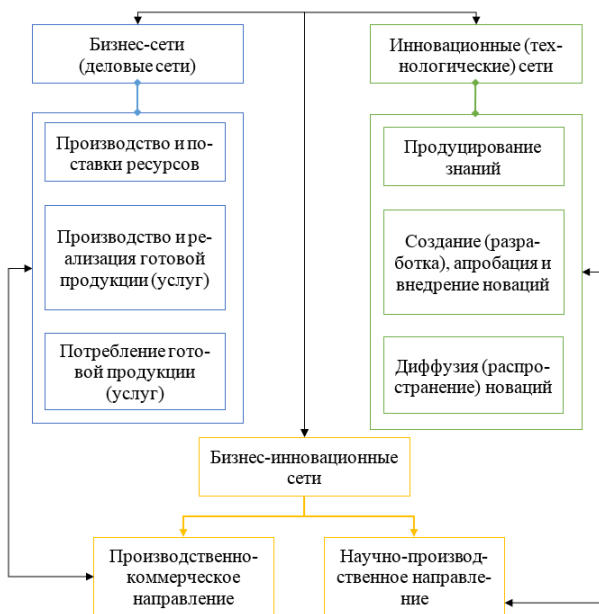 Бизнес-сети
(деловые сети)
Инновационные (тех-
нологические) сети
Производство и по-
ставки ресурсов
Производство и ре-
ализация готовой
продукции (услуг)
Потребление гото-
вой продукции
(услуг)
Продуцирование
знаний
Создание (разра-
ботка), апробация и
внедрение новаций
Диффузия (распро-
странение) новаций
Бизнес-инновационные
сети
Производственно-
коммерческое
направление
Научно-производ-
ственное направле-
ние